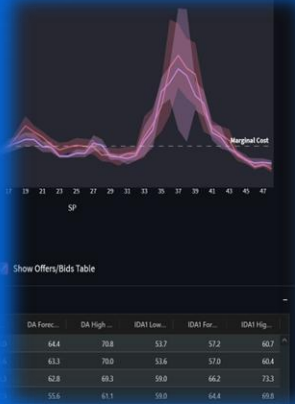 Marginal Cost
17 19 21 23 25 27 29 31 33 35 37 39 41 43 45 47
SP
Show Offers/Bids Table
DA Forec... DA High ... IDA1 Low... IDA1 For... IDA1 Hig...
64.4 70.8 53.7 57.2 60.7
63.3 70.0 53.6 57.0 60.4
62.8 69.3 59.0 66.2 73.3
55.6 61.1 59.0 64.4 69.8